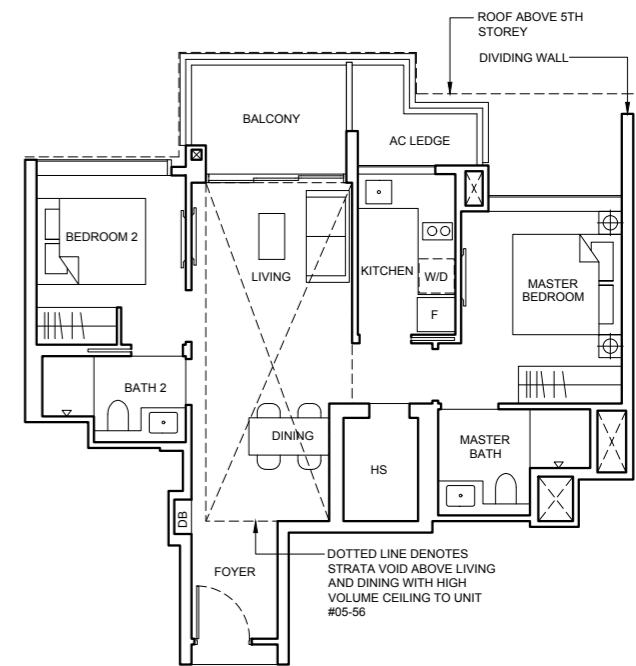 ROOF ABOVE 5TH
STOREY
DIVIDING WALL
BALCONY
AC LEDGE
BEDROOM 2
LIVING
KITCHEN
W/D
F
MASTER
BEDROOM
BATH 2
DINING
HS
MASTER
BATH
DB
FOYER
DOTTED LINE DENOTES
STRATA VOID ABOVE LIVING
AND DINING WITH HIGH
VOLUME CEILING TO UNIT
#05-56